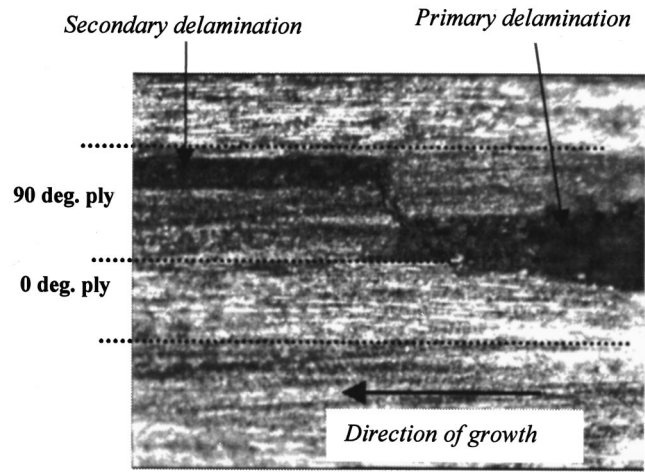 Secondary delamination
Primary delamination
90 deg. ply
0 deg. ply
Direction of growth